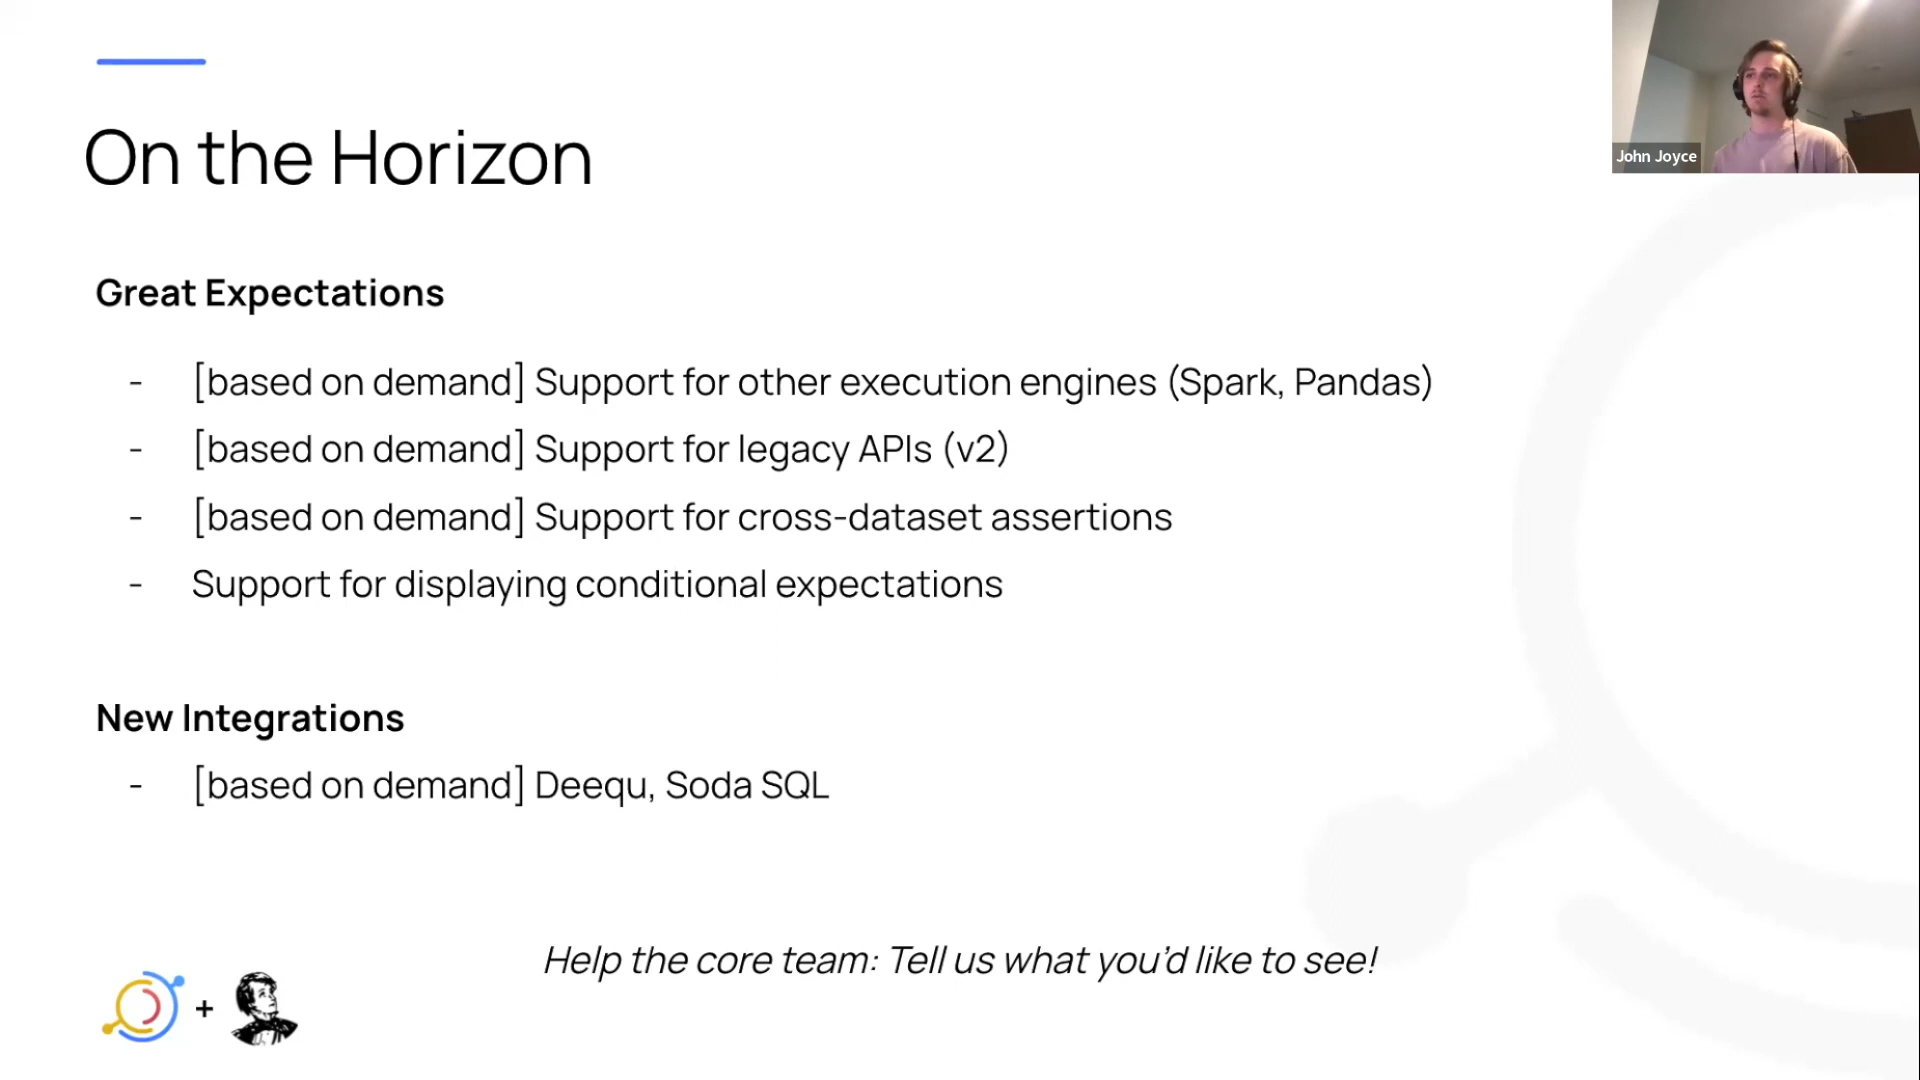 John Joyce
On the Horizon
Great Expectations
- [based on demand] Support for other execution engines (Spark, Pandas)
- [based on demand] Support for legacy APIs (v2)
- [based on demand] Support for cross-dataset assertions
- Support for displaying conditional expectations
New Integrations
- [based on demand] Deequ, Soda SQL
Help the core team: Tell us what you’d like to see!
+